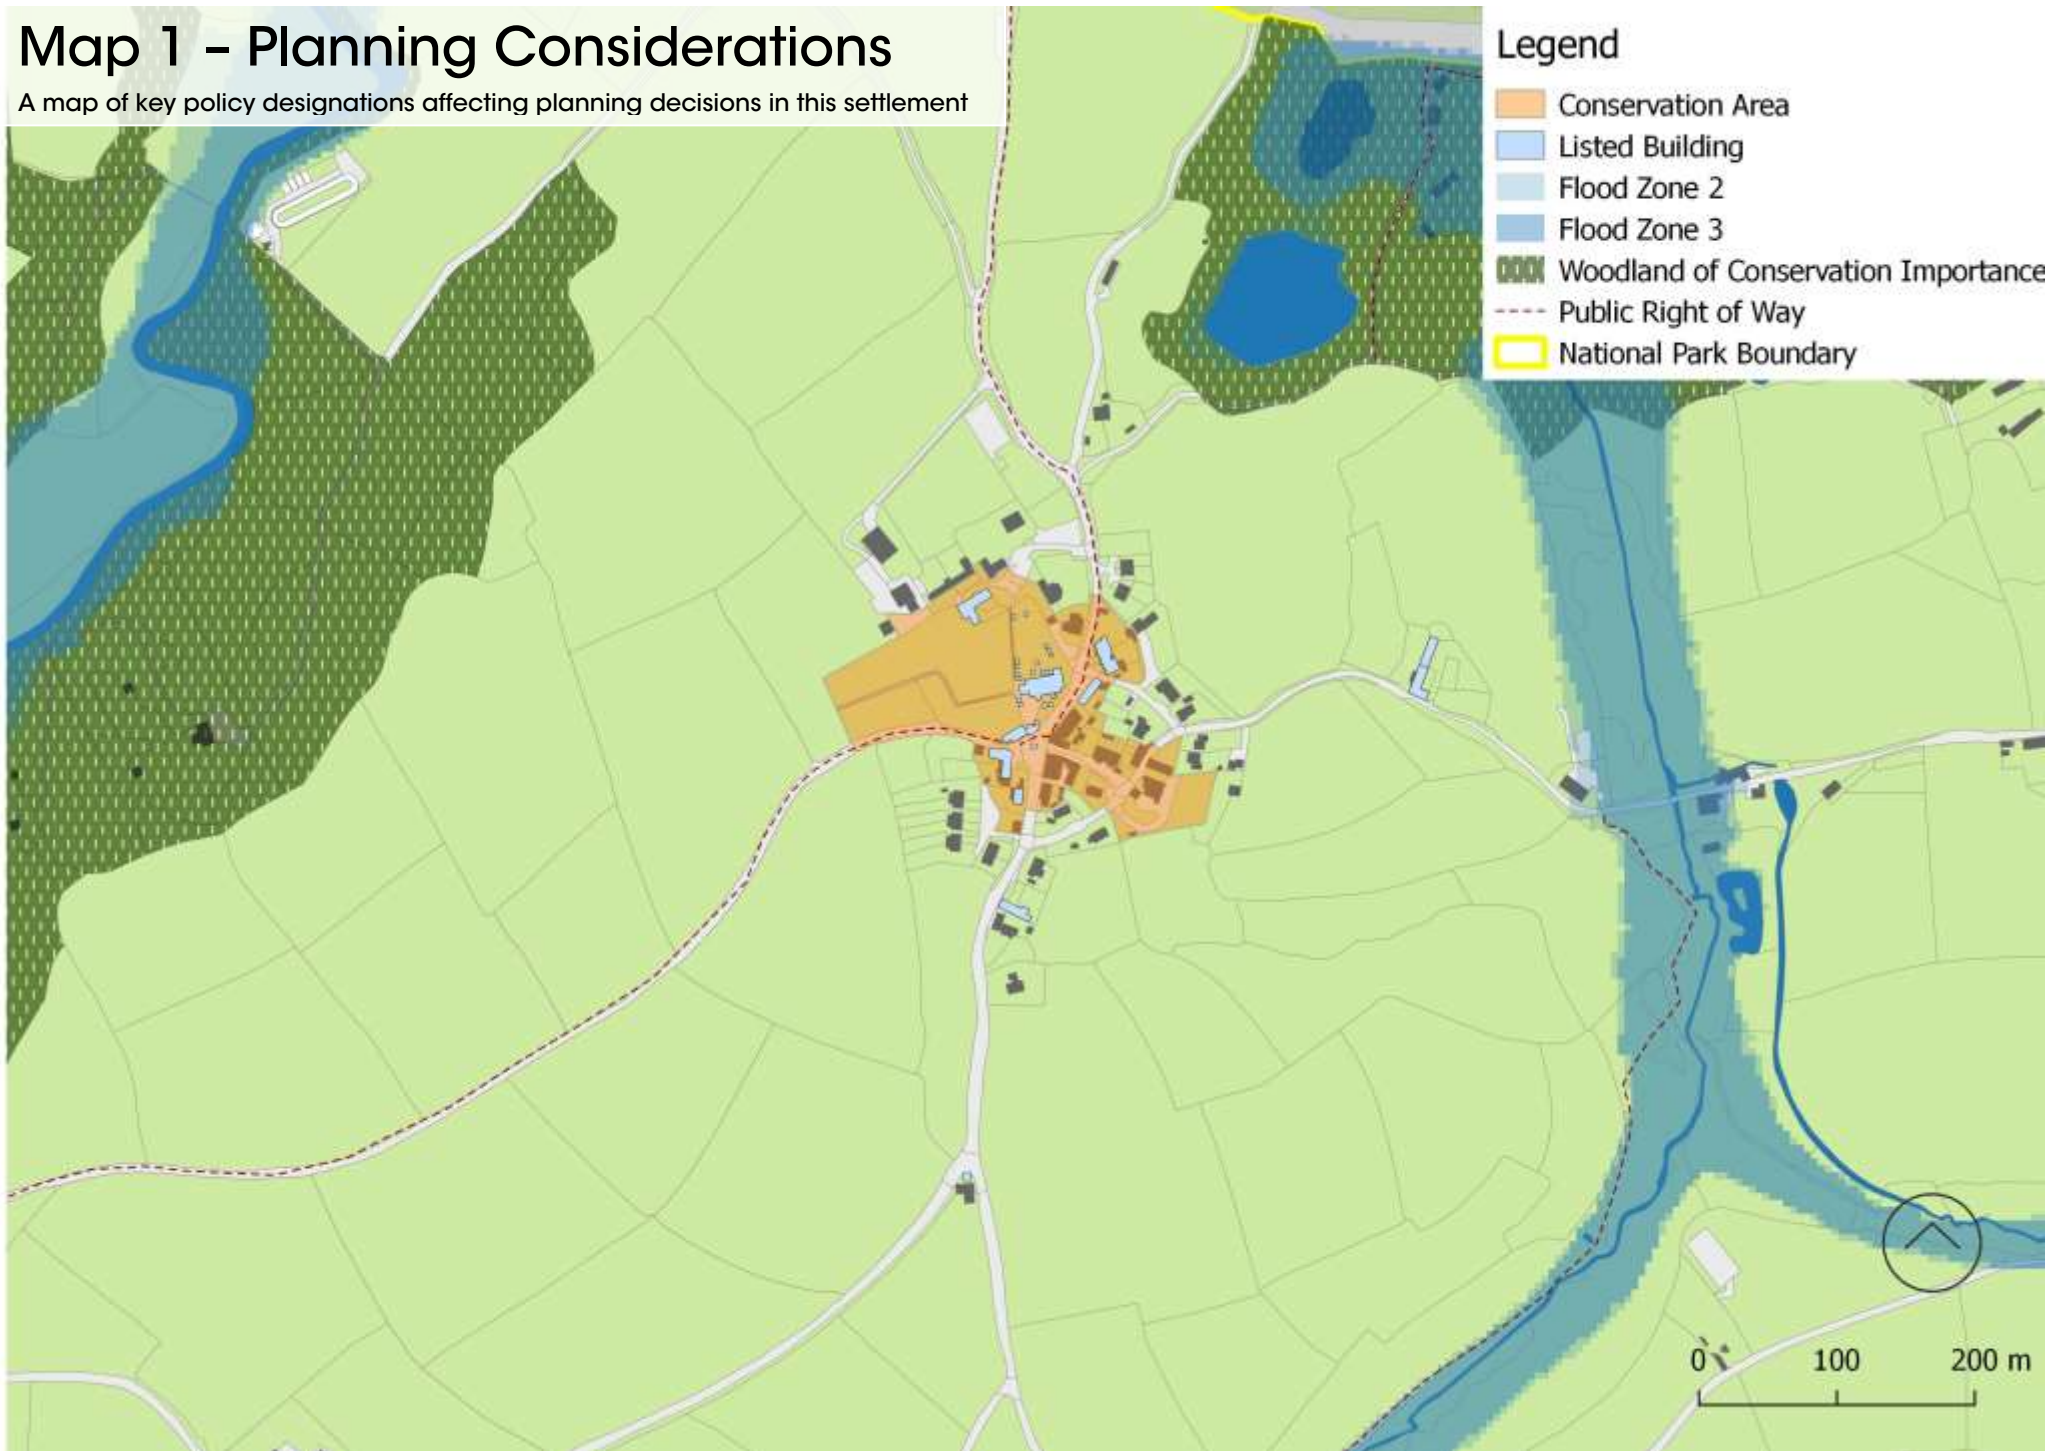 Map 1 – Planning Considerations
A map of key policy designations affecting planning decisions in this settlement
Legend
Conservation Area
Listed Building
Flood Zone 2
Flood Zone 3
Woodland of Conservation Importance
Public Right of Way
National Park Boundary
0 100 200 m